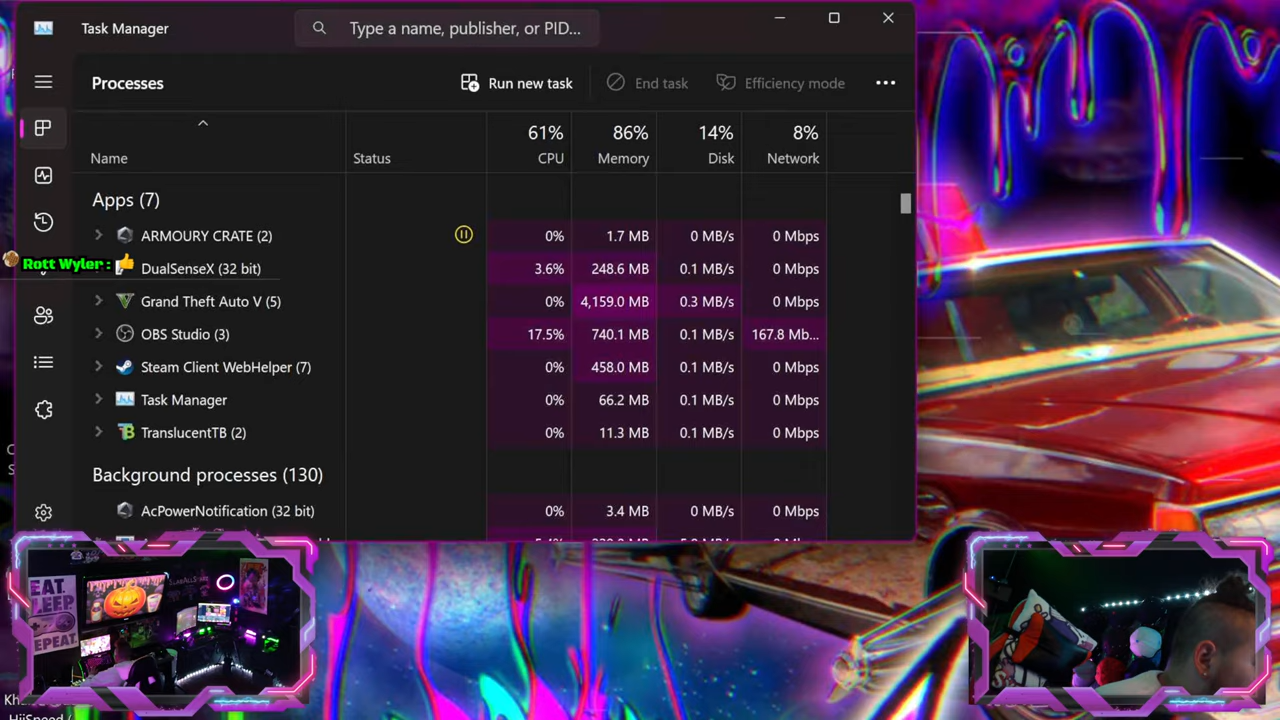 Task Manager
Type a name, publisher, or PID...
Processes
Run new task
End task
Efficiency mode
Name
Status
61%
CPU
86%
Memory
14%
Disk
8%
Network
Apps (7)
ARMOURY CRATE (2) 0% 1.7 MB 0 MB/s 0 Mbps
Rott Wyler :
DualSenseX (32 bit) 3.6% 248.6 MB 0.1 MB/s 0 Mbps
Grand Theft Auto V (5) 0% 4,159.0 MB 0.3 MB/s 0 Mbps
OBS Studio (3) 17.5% 740.1 MB 0.1 MB/s 167.8 Mb...
Steam Client WebHelper (7) 0% 458.0 MB 0.1 MB/s 0 Mbps
Task Manager 0% 66.2 MB 0.1 MB/s 0 Mbps
TranslucentTB (2) 0% 11.3 MB 0.1 MB/s 0 Mbps
Background processes (130)
AcPowerNotification (32 bit) 0% 3.4 MB 0 MB/s 0 Mbps
EAT.
SLEEP
REPEAT.